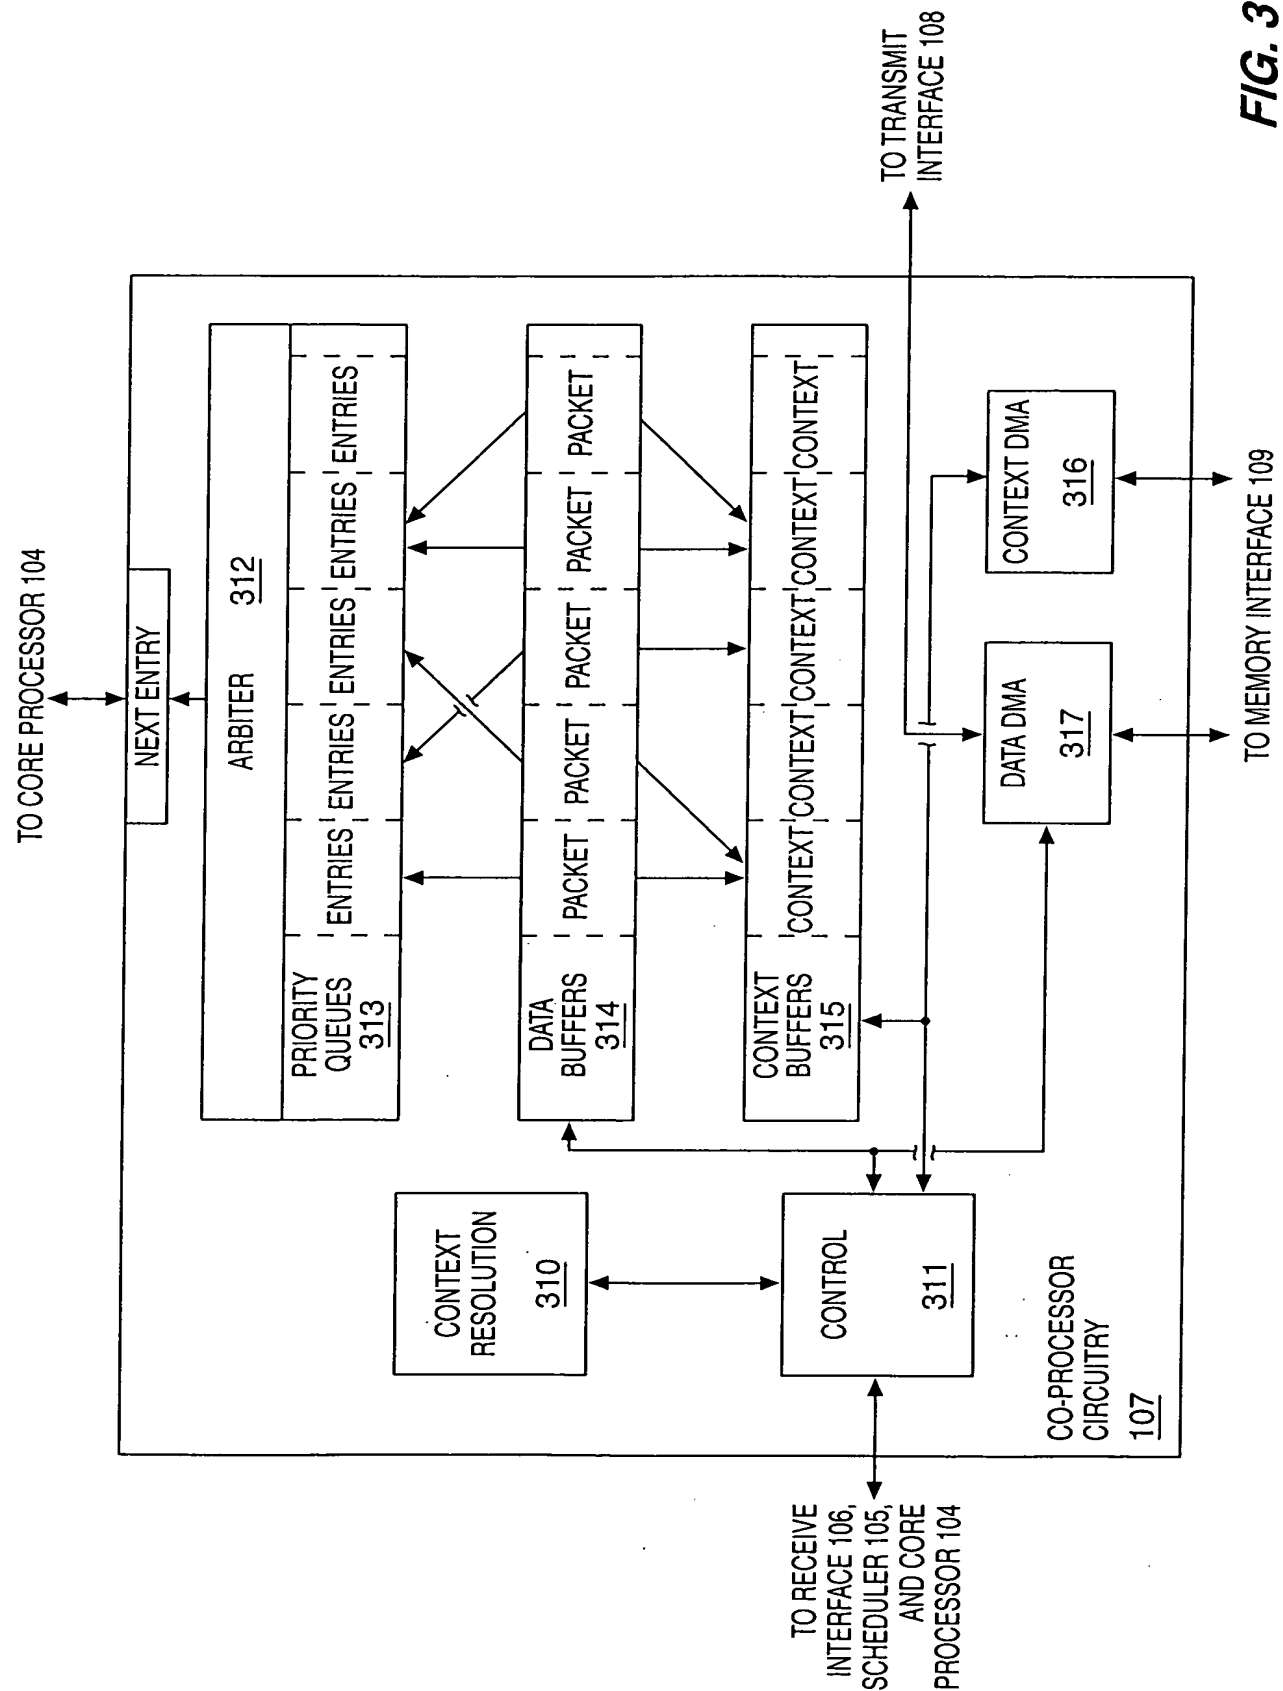 TO CORE PROCESSOR 104
NEXT ENTRY
ARBITER 312
PRIORITY
QUEUES
313
ENTRIES ENTRIES ENTRIES ENTRIES ENTRIES
DATA
BUFFERS
314
PACKET PACKET PACKET PACKET PACKET
CONTEXT
BUFFERS
315
CONTEXT CONTEXT CONTEXT CONTEXT CONTEXT
CONTEXT
RESOLUTION
310
CONTROL
311
TO RECEIVE
INTERFACE 106,
SCHEDULER 105,
AND CORE
PROCESSOR 104
TO TRANSMIT
INTERFACE 108
DATA DMA
317
CONTEXT DMA
316
CO-PROCESSOR
CIRCUITRY
107
TO MEMORY INTERFACE 109
FIG. 3